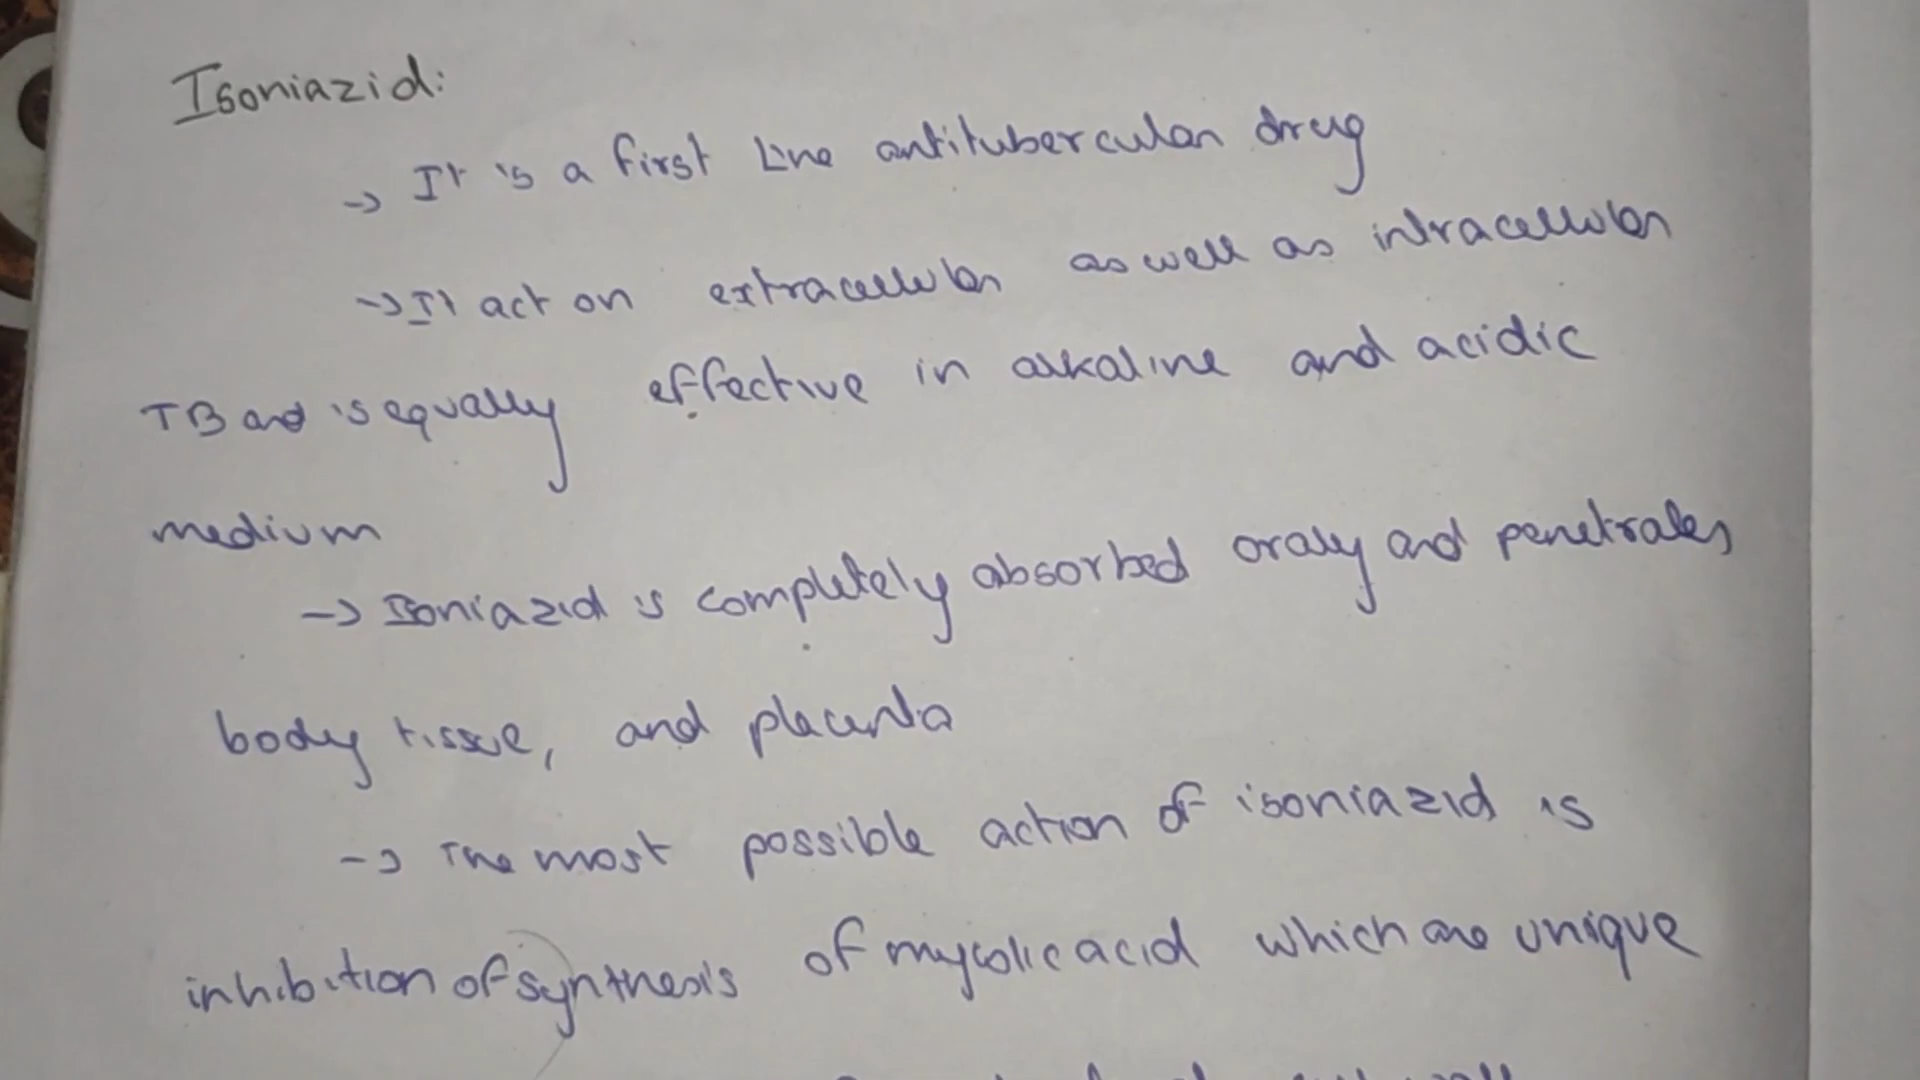 Isoniazid:
-> It is a first line antitubercular drug
-> It act on extracellular as well as intracellular
TB and is equally effective in alkaline and acidic
medium
-> Isoniazid is completely absorbed oraly and penetrates
body tissue, and placenta
-> The most possible action of isoniazid is
inhibition of synthesis of mycolic acid which are unique